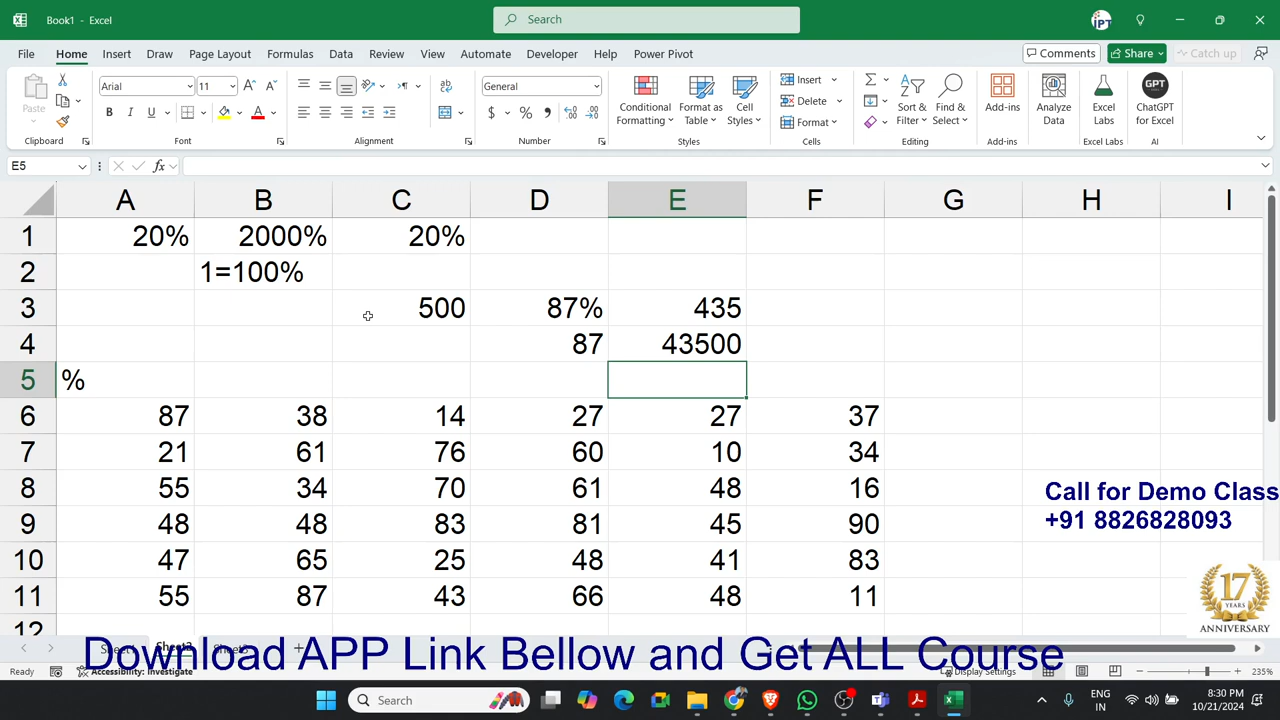 Book1 - Excel
Search
File Home Insert Draw Page Layout Formulas Data Review View Automate Developer Help Power Pivot
Comments Share Catch up
Paste
Arial 11
General
Conditional Formatting
Format as Table
Cell Styles
Insert
Delete
Format
Sort & Filter
Find & Select
Add-ins
Analyze Data
Excel Labs
ChatGPT for Excel
Clipboard Font Alignment Number Styles Cells Editing Add-ins Excel Labs AI
E5 fx
A B C D E F G H I
1 20% 2000% 20%
2 1=100%
3 500 87% 435
4 87 43500
5 %
6 87 38 14 27 27 37
7 21 61 76 60 10 34
8 55 34 70 61 48 16
9 48 48 83 81 45 90
10 47 65 25 48 41 83
11 55 87 43 66 48 11
12
Call for Demo Class
+91 8826828093
17
YEARS
ANNIVERSARY
Download APP Link Bellow and Get ALL Course
Ready Accessibility: Investigate Display Settings 235%
Search
ENG
IN
8:30 PM
10/21/2024